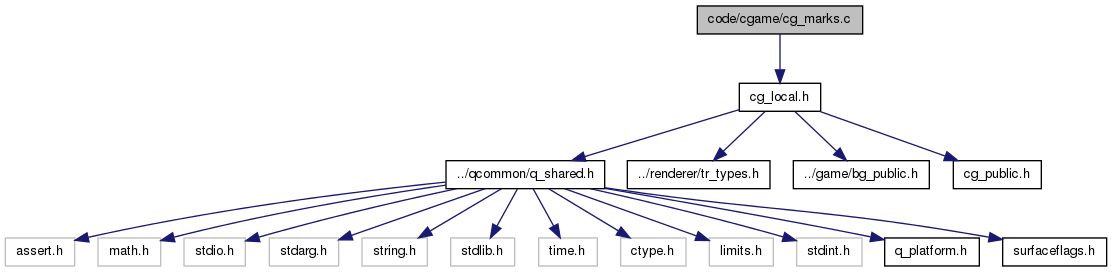 code/cgame/cg_marks.c
cg_local.h
../qcommon/q_shared.h
../renderer/tr_types.h
../game/bg_public.h
cg_public.h
assert.h
math.h
stdio.h
stdarg.h
string.h
stdlib.h
time.h
ctype.h
limits.h
stdint.h
q_platform.h
surfaceflags.h